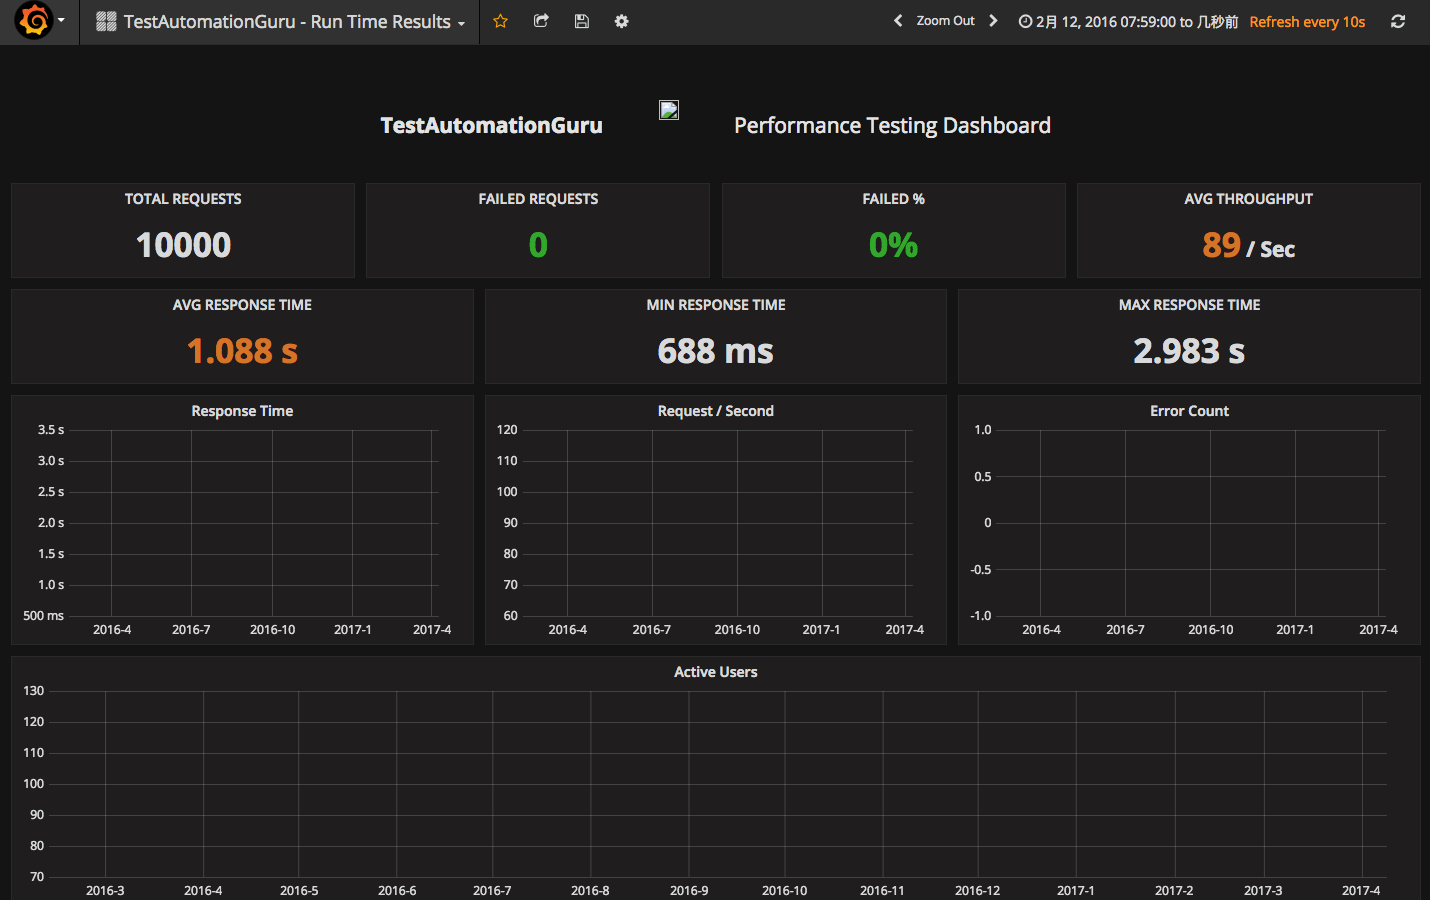 TestAutomationGuru - Run Time Results
Zoom Out
2月 12, 2016 07:59:00 to 几秒前
Refresh every 10s
TestAutomationGuru
Performance Testing Dashboard
TOTAL REQUESTS
10000
FAILED REQUESTS
0
FAILED %
0%
AVG THROUGHPUT
89 / Sec
AVG RESPONSE TIME
1.088 s
MIN RESPONSE TIME
688 ms
MAX RESPONSE TIME
2.983 s
Response Time
3.5 s
3.0 s
2.5 s
2.0 s
1.5 s
1.0 s
500 ms
2016-4 2016-7 2016-10 2017-1 2017-4
Request / Second
120
110
100
90
80
70
60
2016-4 2016-7 2016-10 2017-1 2017-4
Error Count
1.0
0.5
0
-0.5
-1.0
2016-4 2016-7 2016-10 2017-1 2017-4
Active Users
130
120
110
100
90
80
70
2016-3 2016-4 2016-5 2016-6 2016-7 2016-8 2016-9 2016-10 2016-11 2016-12 2017-1 2017-2 2017-3 2017-4